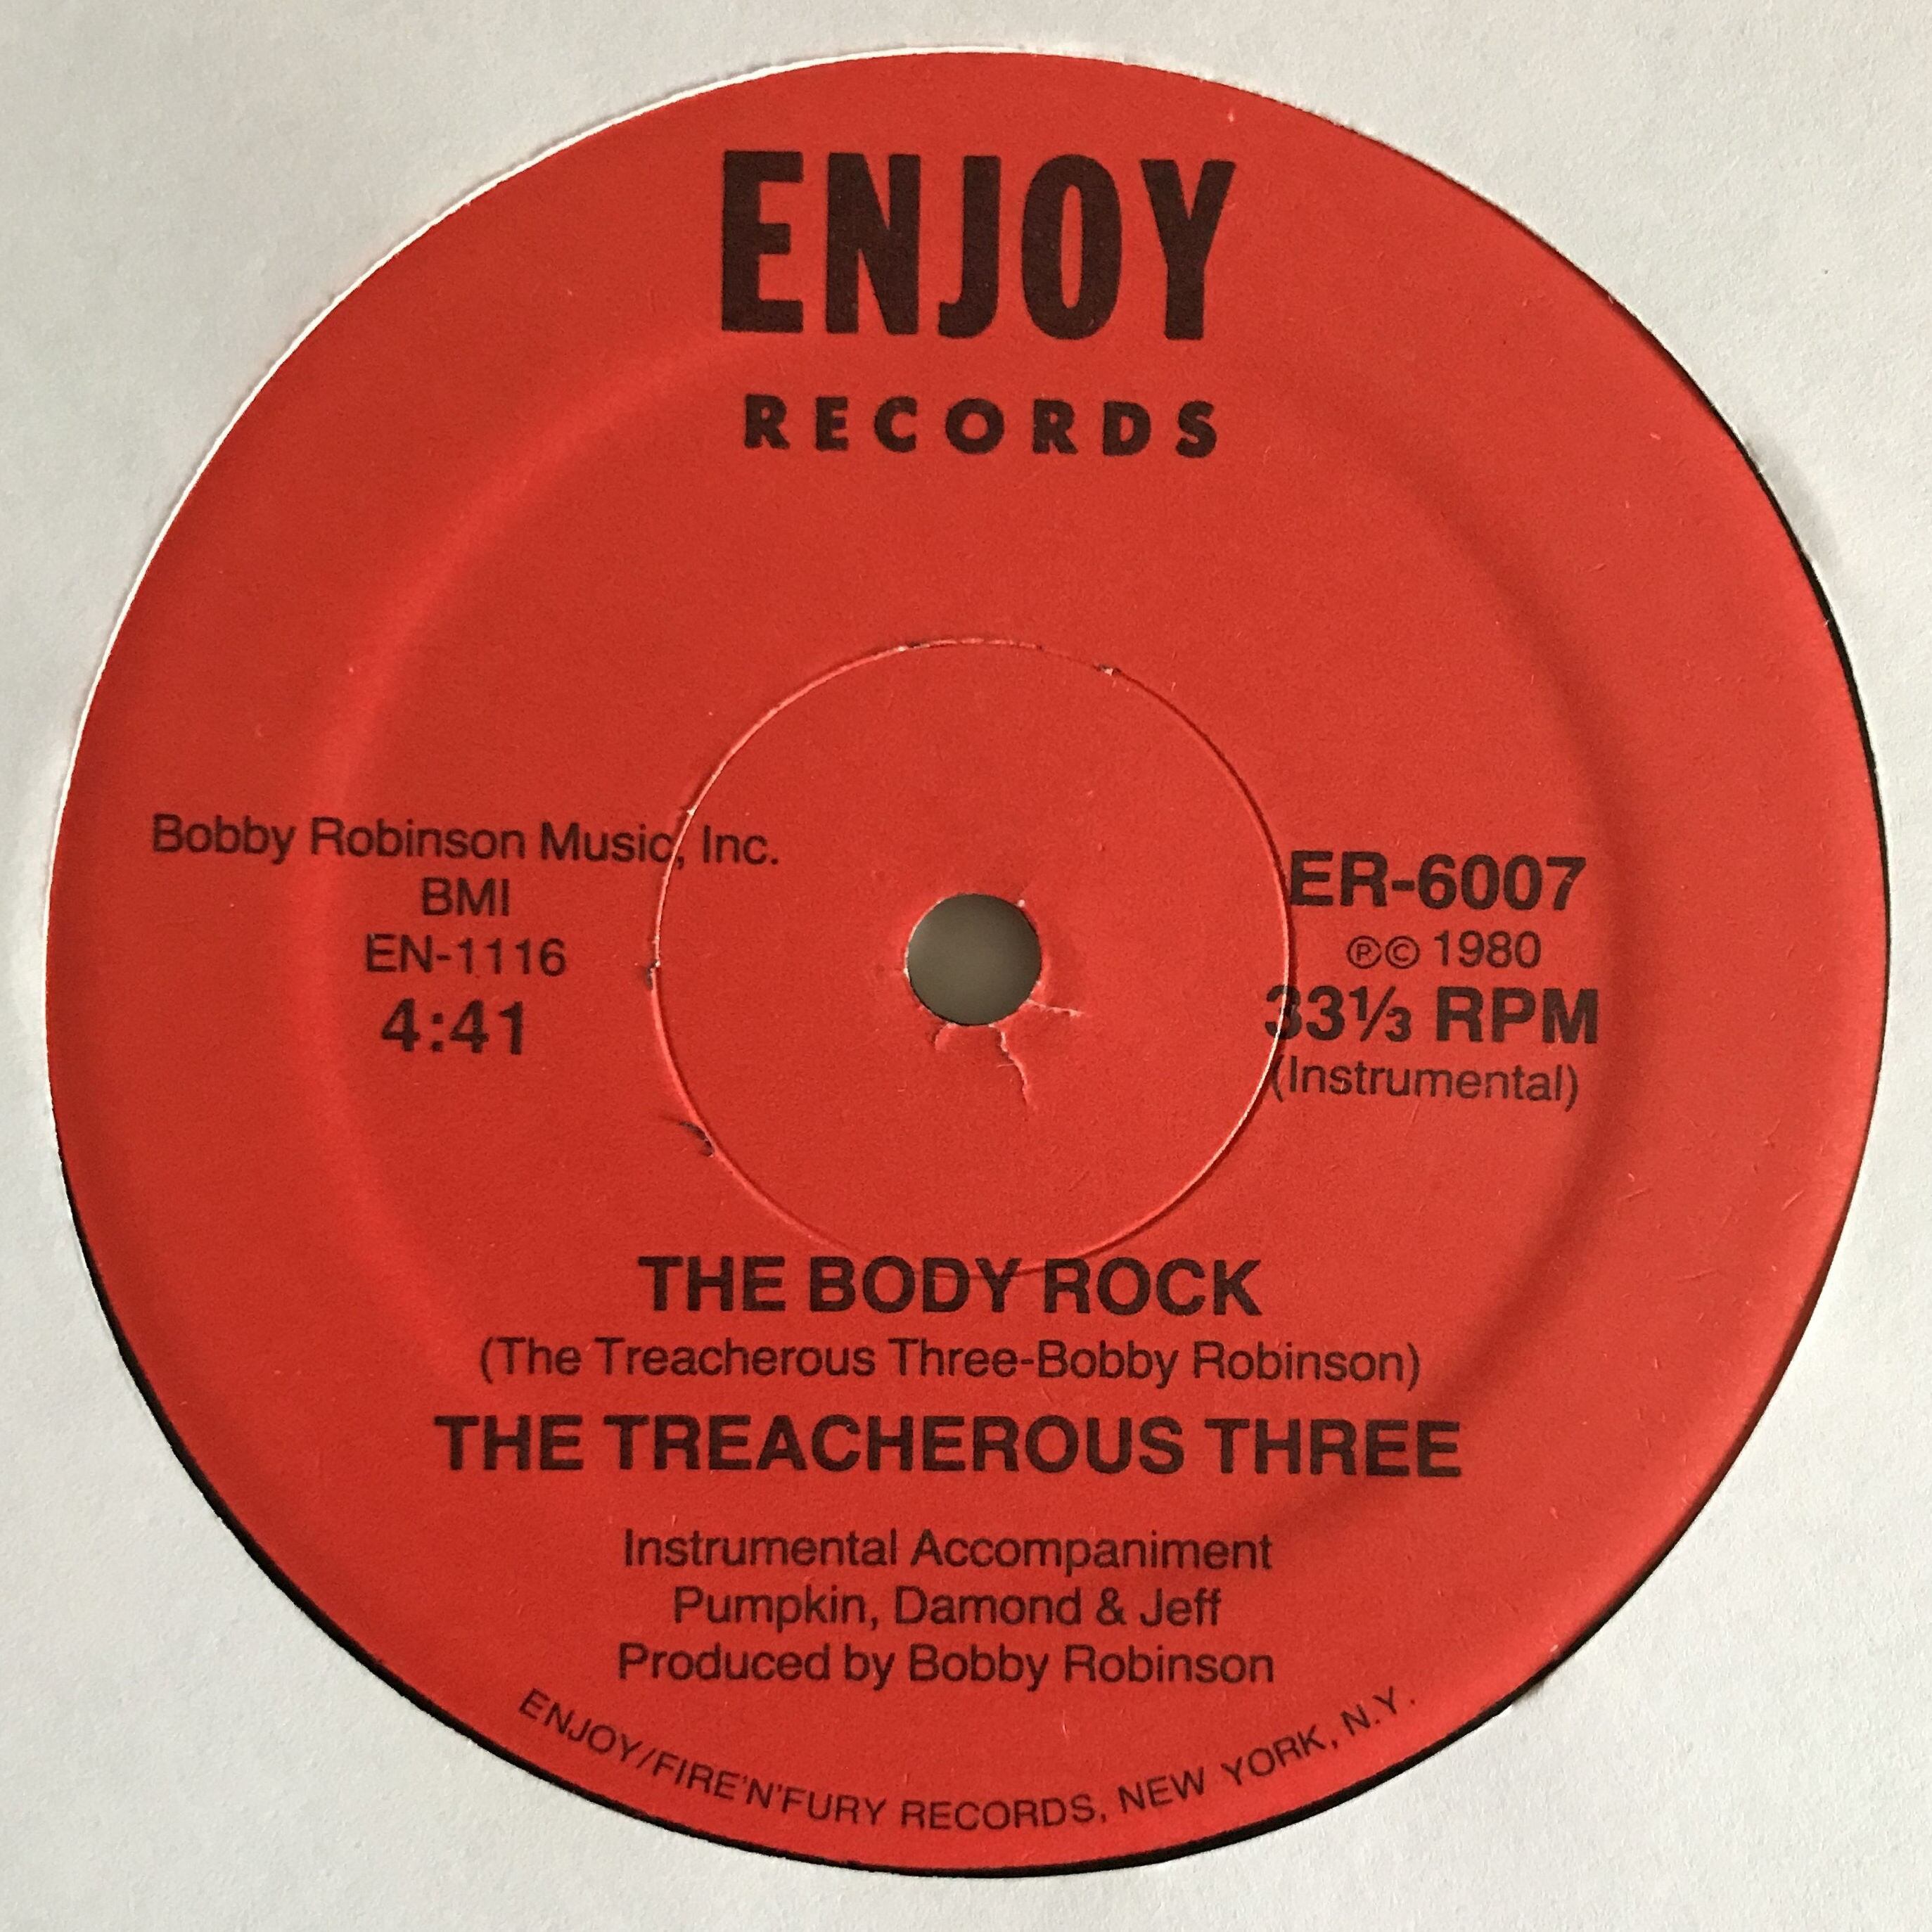 ENJOY
RECORDS
Bobby Robinson Music, Inc.
BMI
EN-1116
4:41
ER-6007
℗© 1980
33⅓ RPM
(Instrumental)
THE BODY ROCK
(The Treacherous Three-Bobby Robinson)
THE TREACHEROUS THREE
Instrumental Accompaniment
Pumpkin, Damond & Jeff
Produced by Bobby Robinson
ENJOY/FIRE'N'FURY RECORDS, NEW YORK, N.Y.